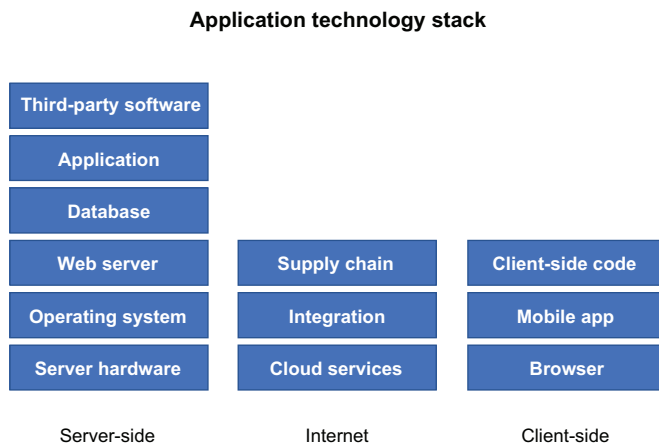 Application technology stack
Third-party software
Application
Database
Web server
Operating system
Server hardware
Server-side
Supply chain
Integration
Cloud services
Internet
Client-side code
Mobile app
Browser
Client-side